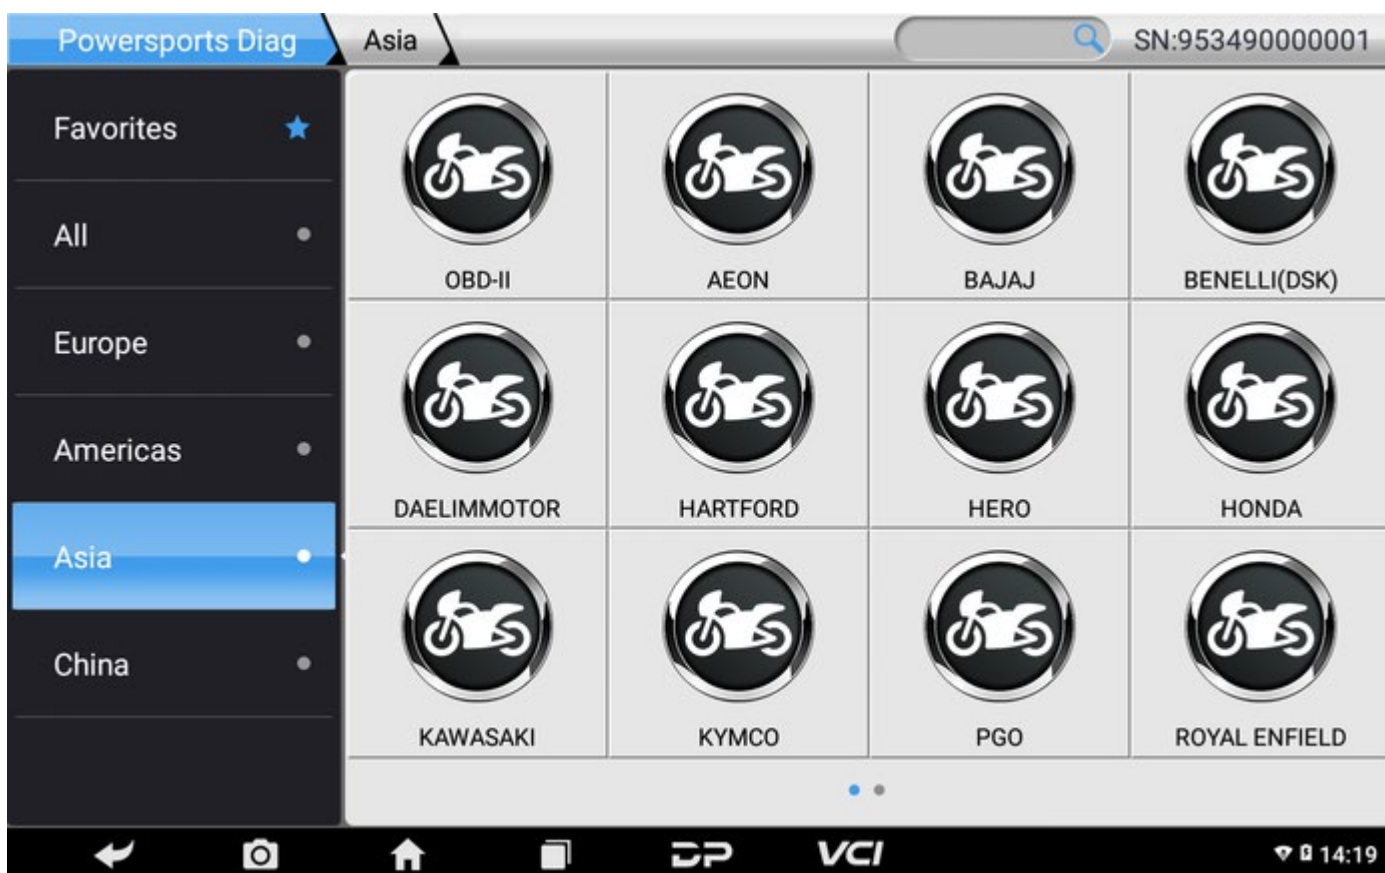 Powersports Diag
Asia
SN:953490000001
Favorites
All
Europe
Americas
Asia
China
OBD-II
AEON
BAJAJ
BENELLI(DSK)
DAELIMMOTOR
HARTFORD
HERO
HONDA
KAWASAKI
KYMCO
PGO
ROYAL ENFIELD
DP
VCI
14:19